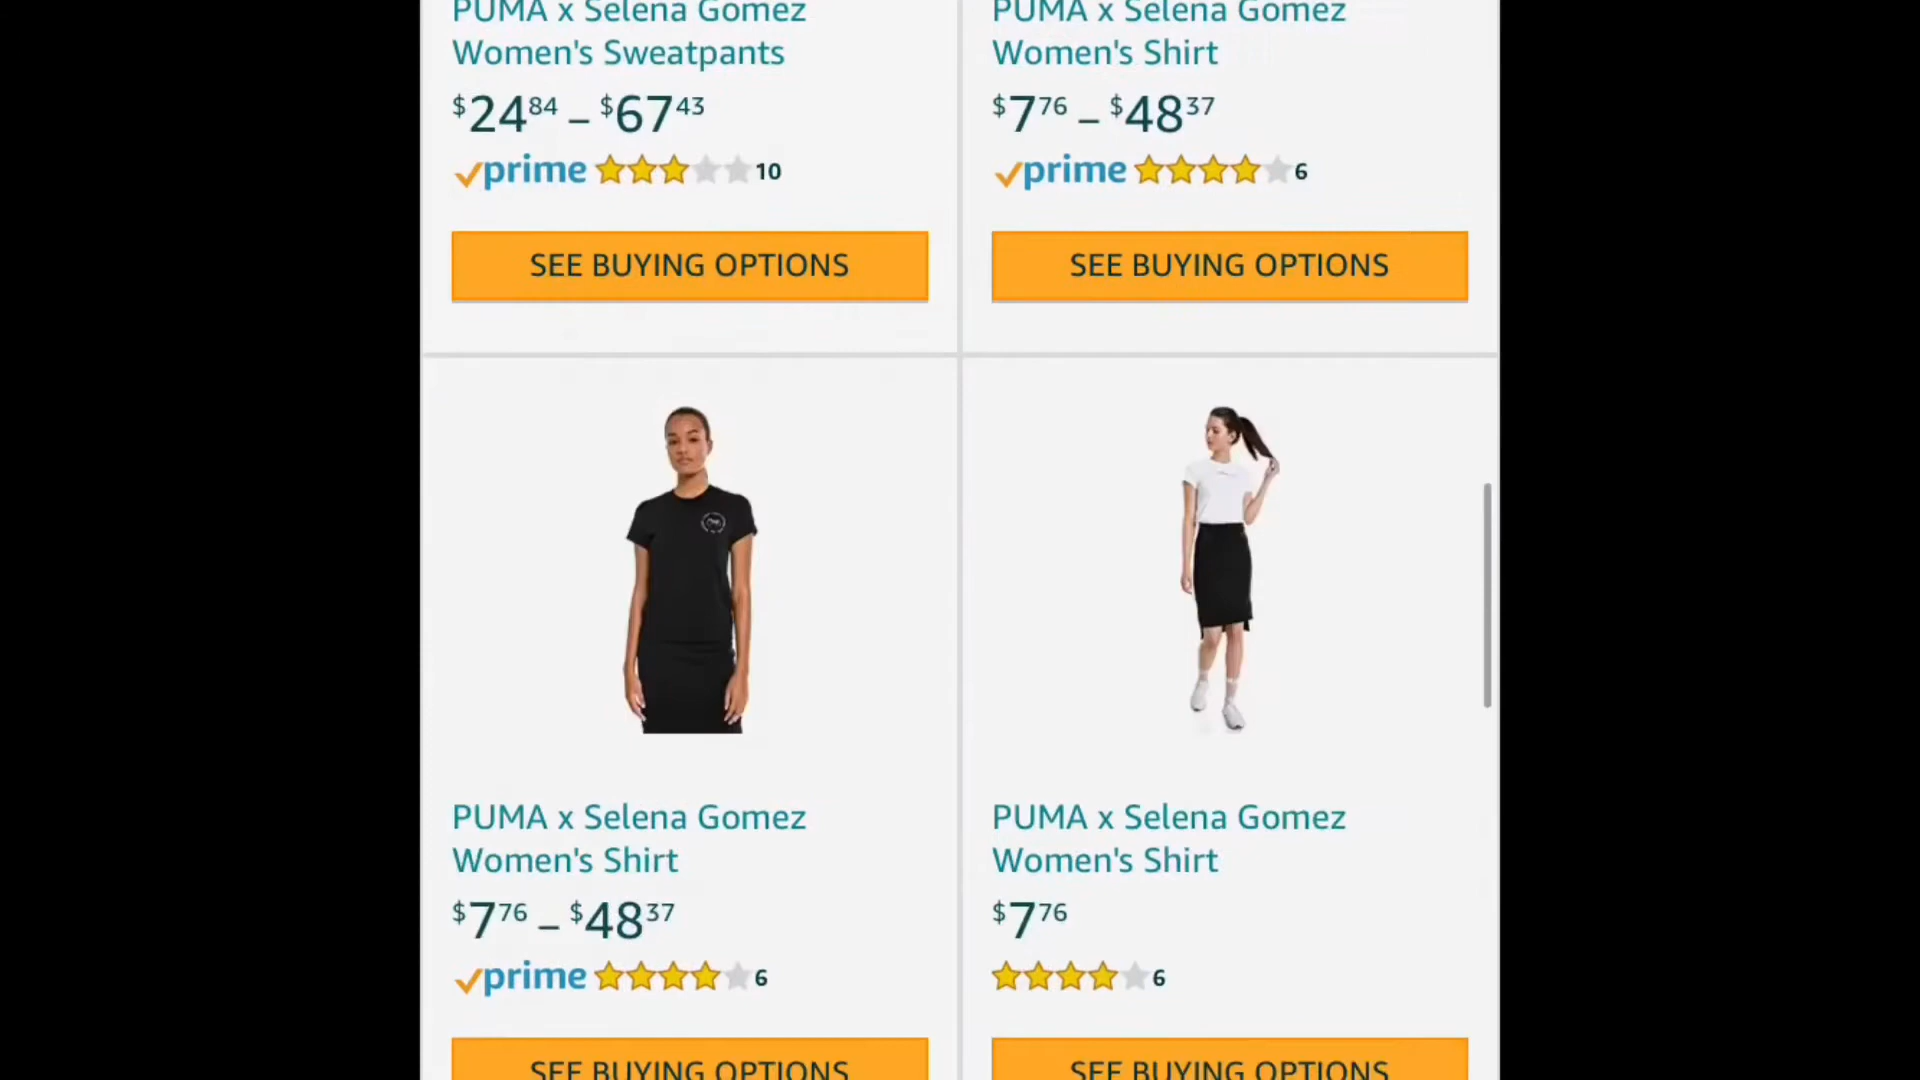 PUMA x Selena Gomez
Women's Sweatpants
$24 84 – $67 43
prime 10
SEE BUYING OPTIONS
PUMA x Selena Gomez
Women's Shirt
$7 76 – $48 37
prime 6
SEE BUYING OPTIONS
PUMA x Selena Gomez
Women's Shirt
$7 76 – $48 37
prime 6
SEE BUYING OPTIONS
PUMA x Selena Gomez
Women's Shirt
$7 76
6
SEE BUYING OPTIONS